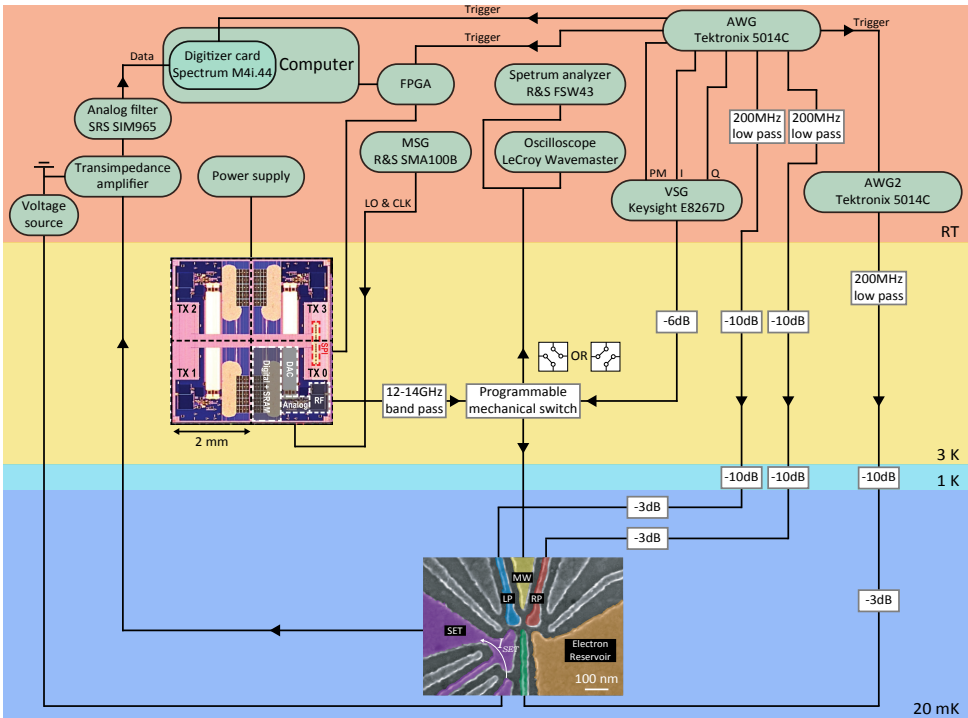 AWG
Tektronix 5014C
Trigger
Trigger
Trigger
Digitizer card
Spectrum M4i.44
Computer
Data
FPGA
Spetrum analyzer
R&S FSW43
Analog filter
SRS SIM965
200MHz
low pass
200MHz
low pass
MSG
R&S SMA100B
Oscilloscope
LeCroy Wavemaster
Transimpedance
amplifier
Power supply
PM
I
Q
VSG
Keysight E8267D
AWG2
Tektronix 5014C
Voltage
source
LO & CLK
RT
200MHz
low pass
TX 2
TX 3
SPI
TX 1
TX 0
Digital + SRAM
DAC
Analog
RF
2 mm
-6dB
-10dB
-10dB
OR
12-14GHz
band pass
Programmable
mechanical switch
3 K
1 K
-10dB
-10dB
-10dB
-3dB
-3dB
-3dB
MW
LP
RP
SET
I SET
Electron
Reservoir
100 nm
20 mK